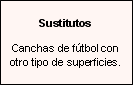 Sustitutos
Canchas de fútbol con
otro tipo de superficies.